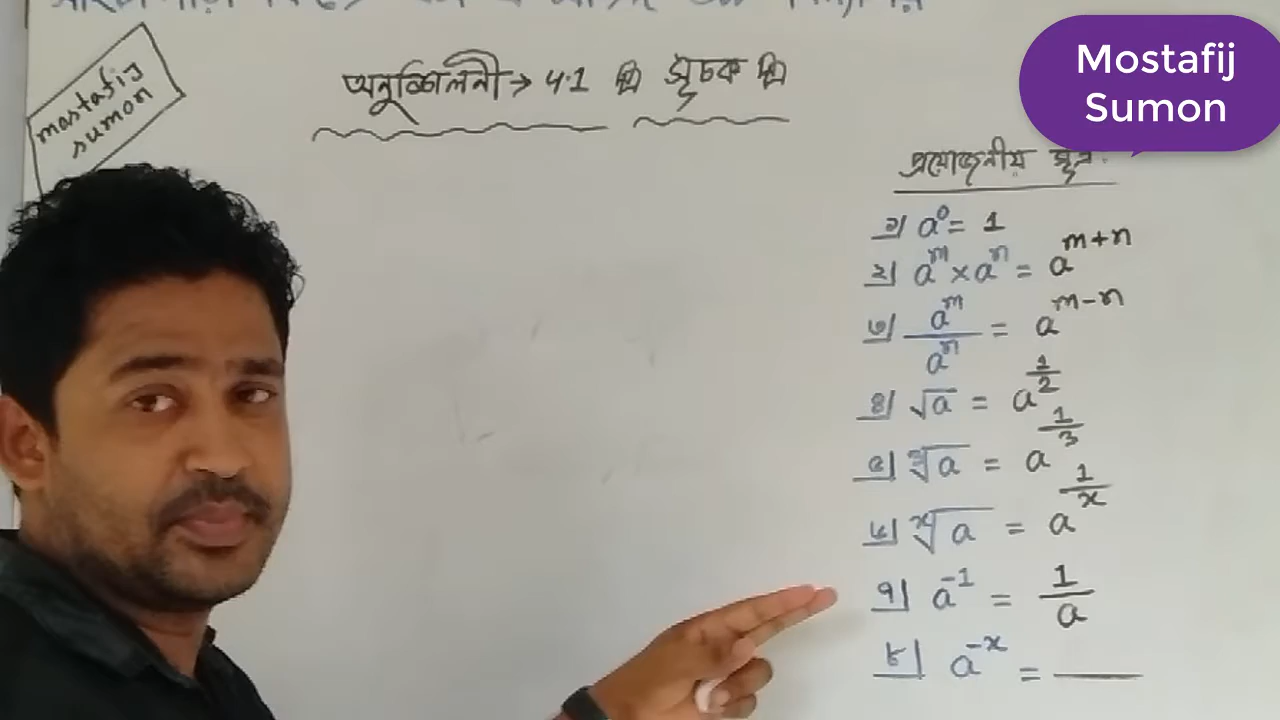 mostafij
sumon
অনুশিলনী → 4.1 সূচক
Mostafij
Sumon
প্রয়োজনীয় সূত্র:
১| a⁰ = 1
২| aᵐ × aⁿ = aᵐ⁺ⁿ
৩| aᵐ/aⁿ = aᵐ⁻ⁿ
৪| √a = a^(1/2)
৫| ∛a = a^(1/3)
৬| ˣ√a = a^(1/x)
৭| a⁻¹ = 1/a
৮| a⁻ˣ =